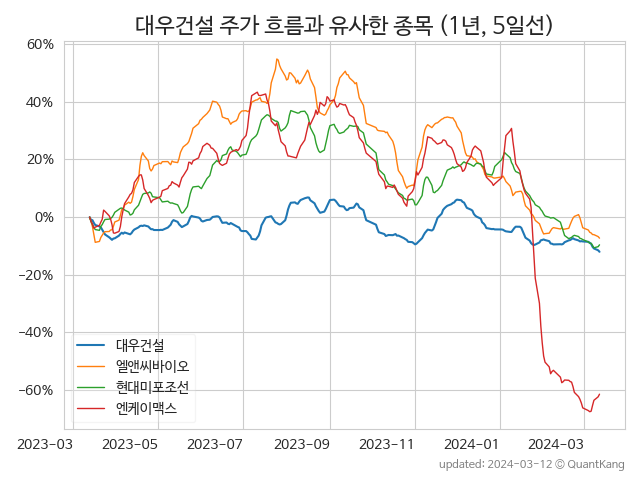 대우건설 주가 흐름과 유사한 종목 (1년, 5일선)
60%
40%
20%
0%
−20%
−40%
−60%
대우건설
엘앤씨바이오
현대미포조선
엔케이맥스
2023-03 2023-05 2023-07 2023-09 2023-11 2024-01 2024-03
updated: 2024-03-12 © QuantKang